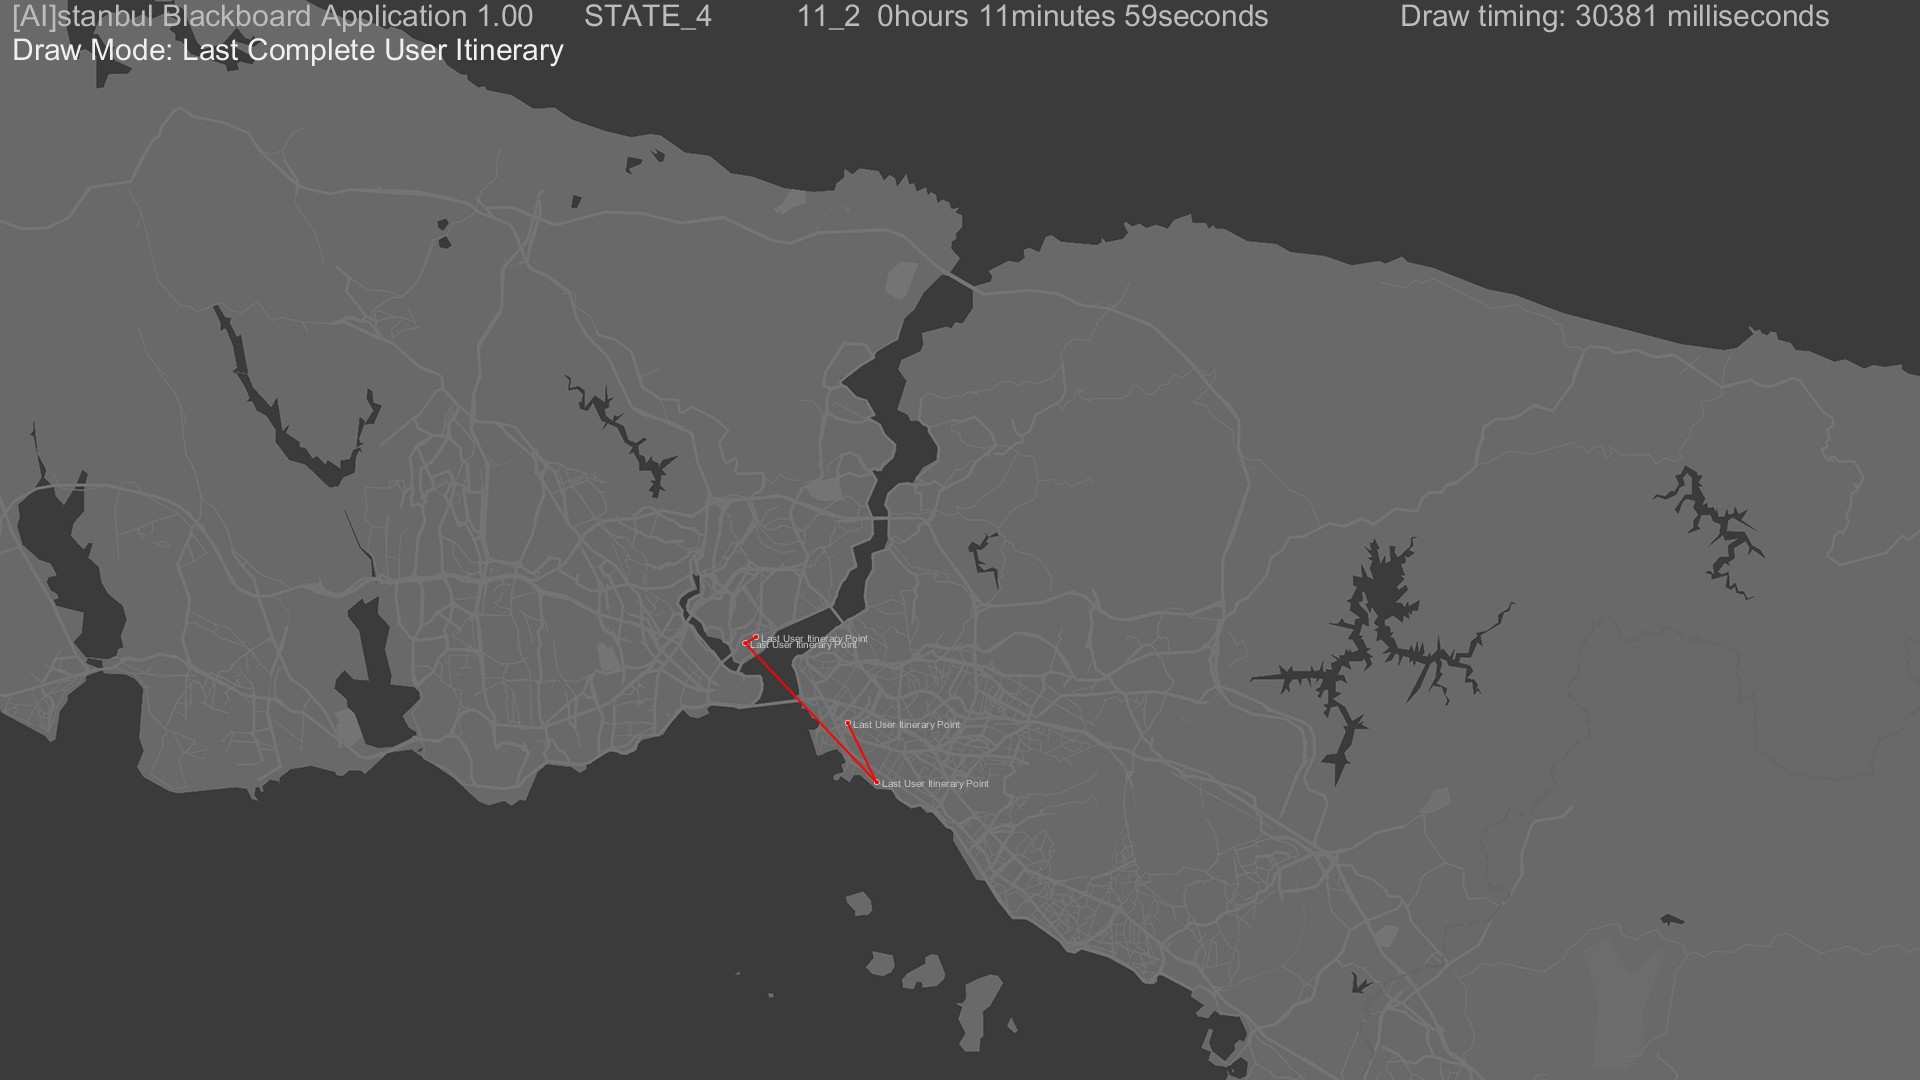 [AI]stanbul Blackboard Application 1.00 STATE_4 11_2 0hours 11minutes 59seconds Draw timing: 30381 milliseconds
Draw Mode: Last Complete User Itinerary
Last User Itinerary Point
Last User Itinerary Point
Last User Itinerary Point
Last User Itinerary Point